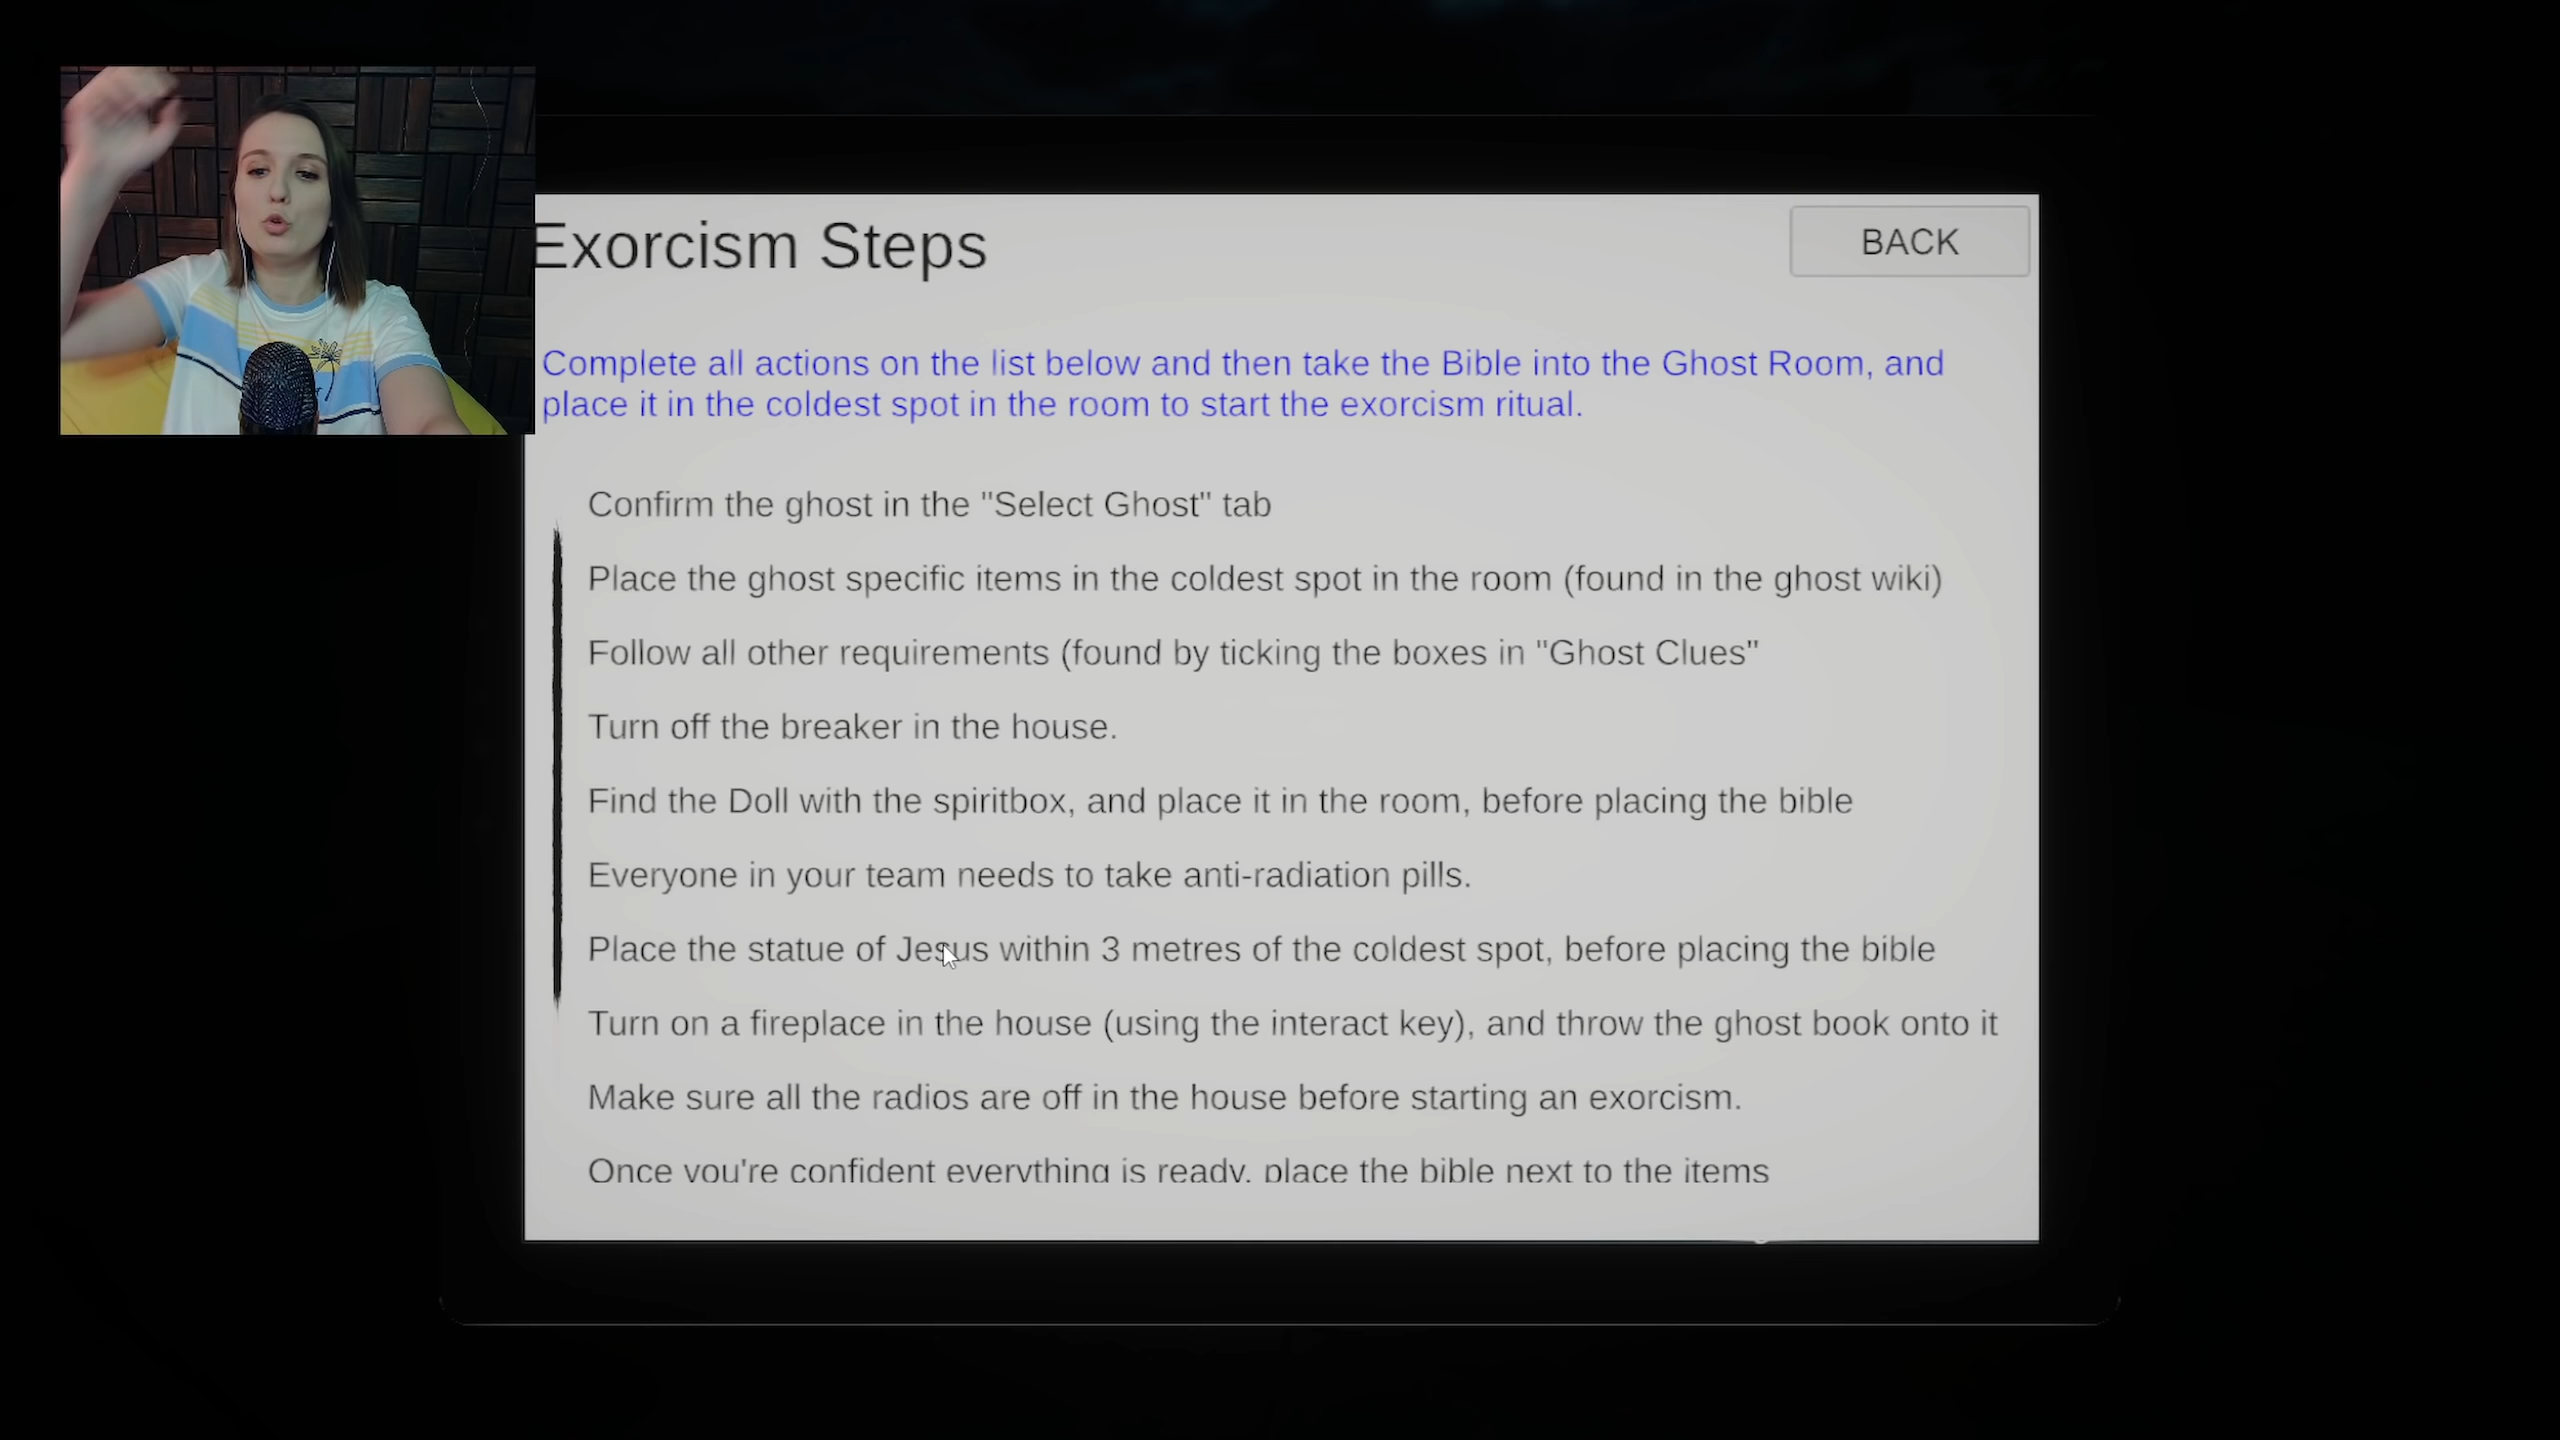 Exorcism Steps
BACK
Complete all actions on the list below and then take the Bible into the Ghost Room, and
place it in the coldest spot in the room to start the exorcism ritual.
Confirm the ghost in the "Select Ghost" tab
Place the ghost specific items in the coldest spot in the room (found in the ghost wiki)
Follow all other requirements (found by ticking the boxes in "Ghost Clues"
Turn off the breaker in the house.
Find the Doll with the spiritbox, and place it in the room, before placing the bible
Everyone in your team needs to take anti-radiation pills.
Place the statue of Jesus within 3 metres of the coldest spot, before placing the bible
Turn on a fireplace in the house (using the interact key), and throw the ghost book onto it
Make sure all the radios are off in the house before starting an exorcism.
Once you're confident everything is ready, place the bible next to the items